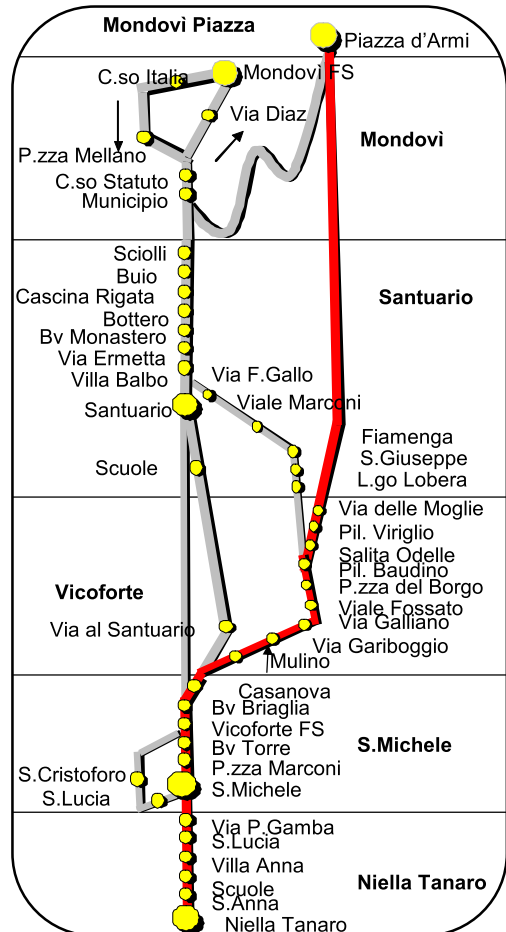 Mondovì Piazza
Piazza d'Armi
C.so Italia
Mondovì FS
Via Diaz
Mondovì
P.zza Mellano
C.so Statuto
Municipio
Sciolli
Buio
Cascina Rigata
Santuario
Bottero
Bv Monastero
Via Ermetta
Villa Balbo
Via F.Gallo
Santuario
Viale Marconi
Fiamenga
S.Giuseppe
Scuole
L.go Lobera
Via delle Moglie
Pil. Viriglio
Salita Odelle
Pil. Baudino
P.zza del Borgo
Vicoforte
Viale Fossato
Via Galliano
Via al Santuario
Via Gariboggio
Mulino
Casanova
Bv Briaglia
Vicoforte FS
Bv Torre
S.Michele
P.zza Marconi
S.Cristoforo
S.Michele
S.Lucia
Via P.Gamba
S.Lucia
Villa Anna
Scuole
Niella Tanaro
S.Anna
Niella Tanaro